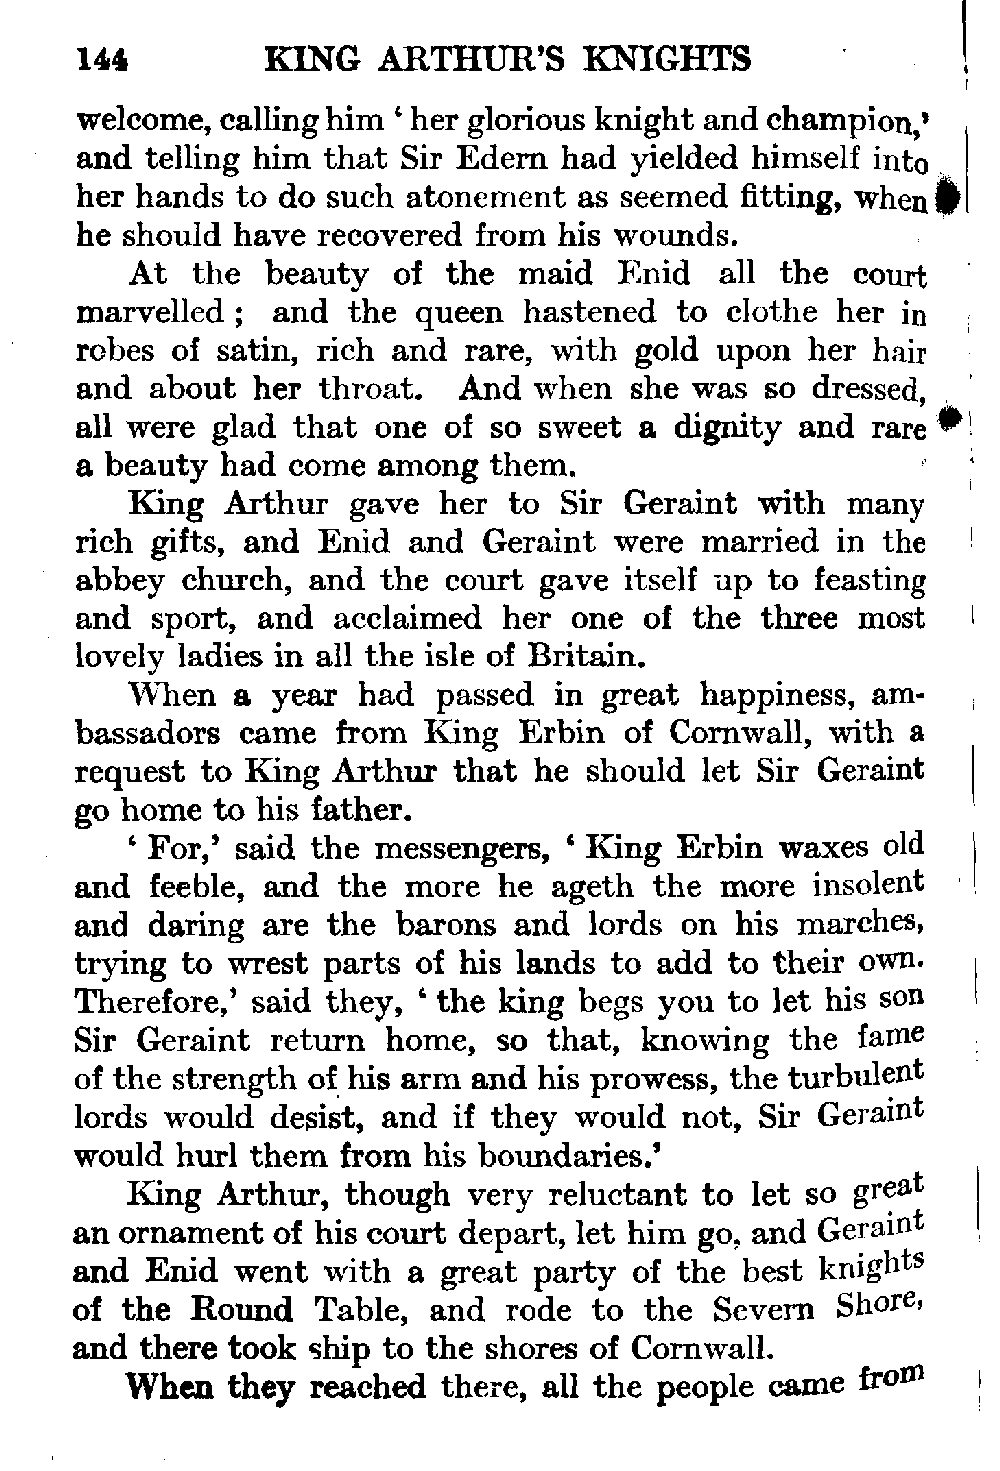 144 KING ARTHUR'S KNIGHTS
welcome, calling him ‘ her glorious knight and champion,’
and telling him that Sir Edern had yielded himself into
her hands to do such atonement as seemed fitting, when
he should have recovered from his wounds.
At the beauty of the maid Enid all the court
marvelled ; and the queen hastened to clothe her in
robes of satin, rich and rare, with gold upon her hair
and about her throat. And when she was so dressed,
all were glad that one of so sweet a dignity and rare
a beauty had come among them.
King Arthur gave her to Sir Geraint with many
rich gifts, and Enid and Geraint were married in the
abbey church, and the court gave itself up to feasting
and sport, and acclaimed her one of the three most
lovely ladies in all the isle of Britain.
When a year had passed in great happiness, am-
bassadors came from King Erbin of Cornwall, with a
request to King Arthur that he should let Sir Geraint
go home to his father.
‘ For,’ said the messengers, ‘ King Erbin waxes old
and feeble, and the more he ageth the more insolent
and daring are the barons and lords on his marches,
trying to wrest parts of his lands to add to their own.
Therefore,’ said they, ‘ the king begs you to let his son
Sir Geraint return home, so that, knowing the fame
of the strength of his arm and his prowess, the turbulent
lords would desist, and if they would not, Sir Geraint
would hurl them from his boundaries.’
King Arthur, though very reluctant to let so great
an ornament of his court depart, let him go, and Geraint
and Enid went with a great party of the best knights
of the Round Table, and rode to the Severn Shore,
and there took ship to the shores of Cornwall.
When they reached there, all the people came from